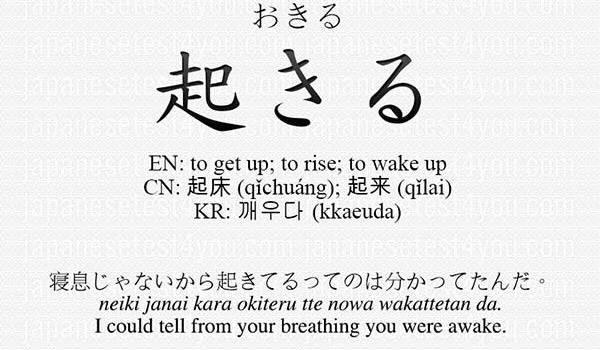 おきる
起きる
EN: to get up; to rise; to wake up
CN: 起床 (qǐchuáng); 起来 (qǐlai)
KR: 깨우다 (kkaeuda)
寝息じゃないから起きてるってのは分かってたんだ。
neiki janai kara okiteru tte nowa wakattetan da.
I could tell from your breathing you were awake.